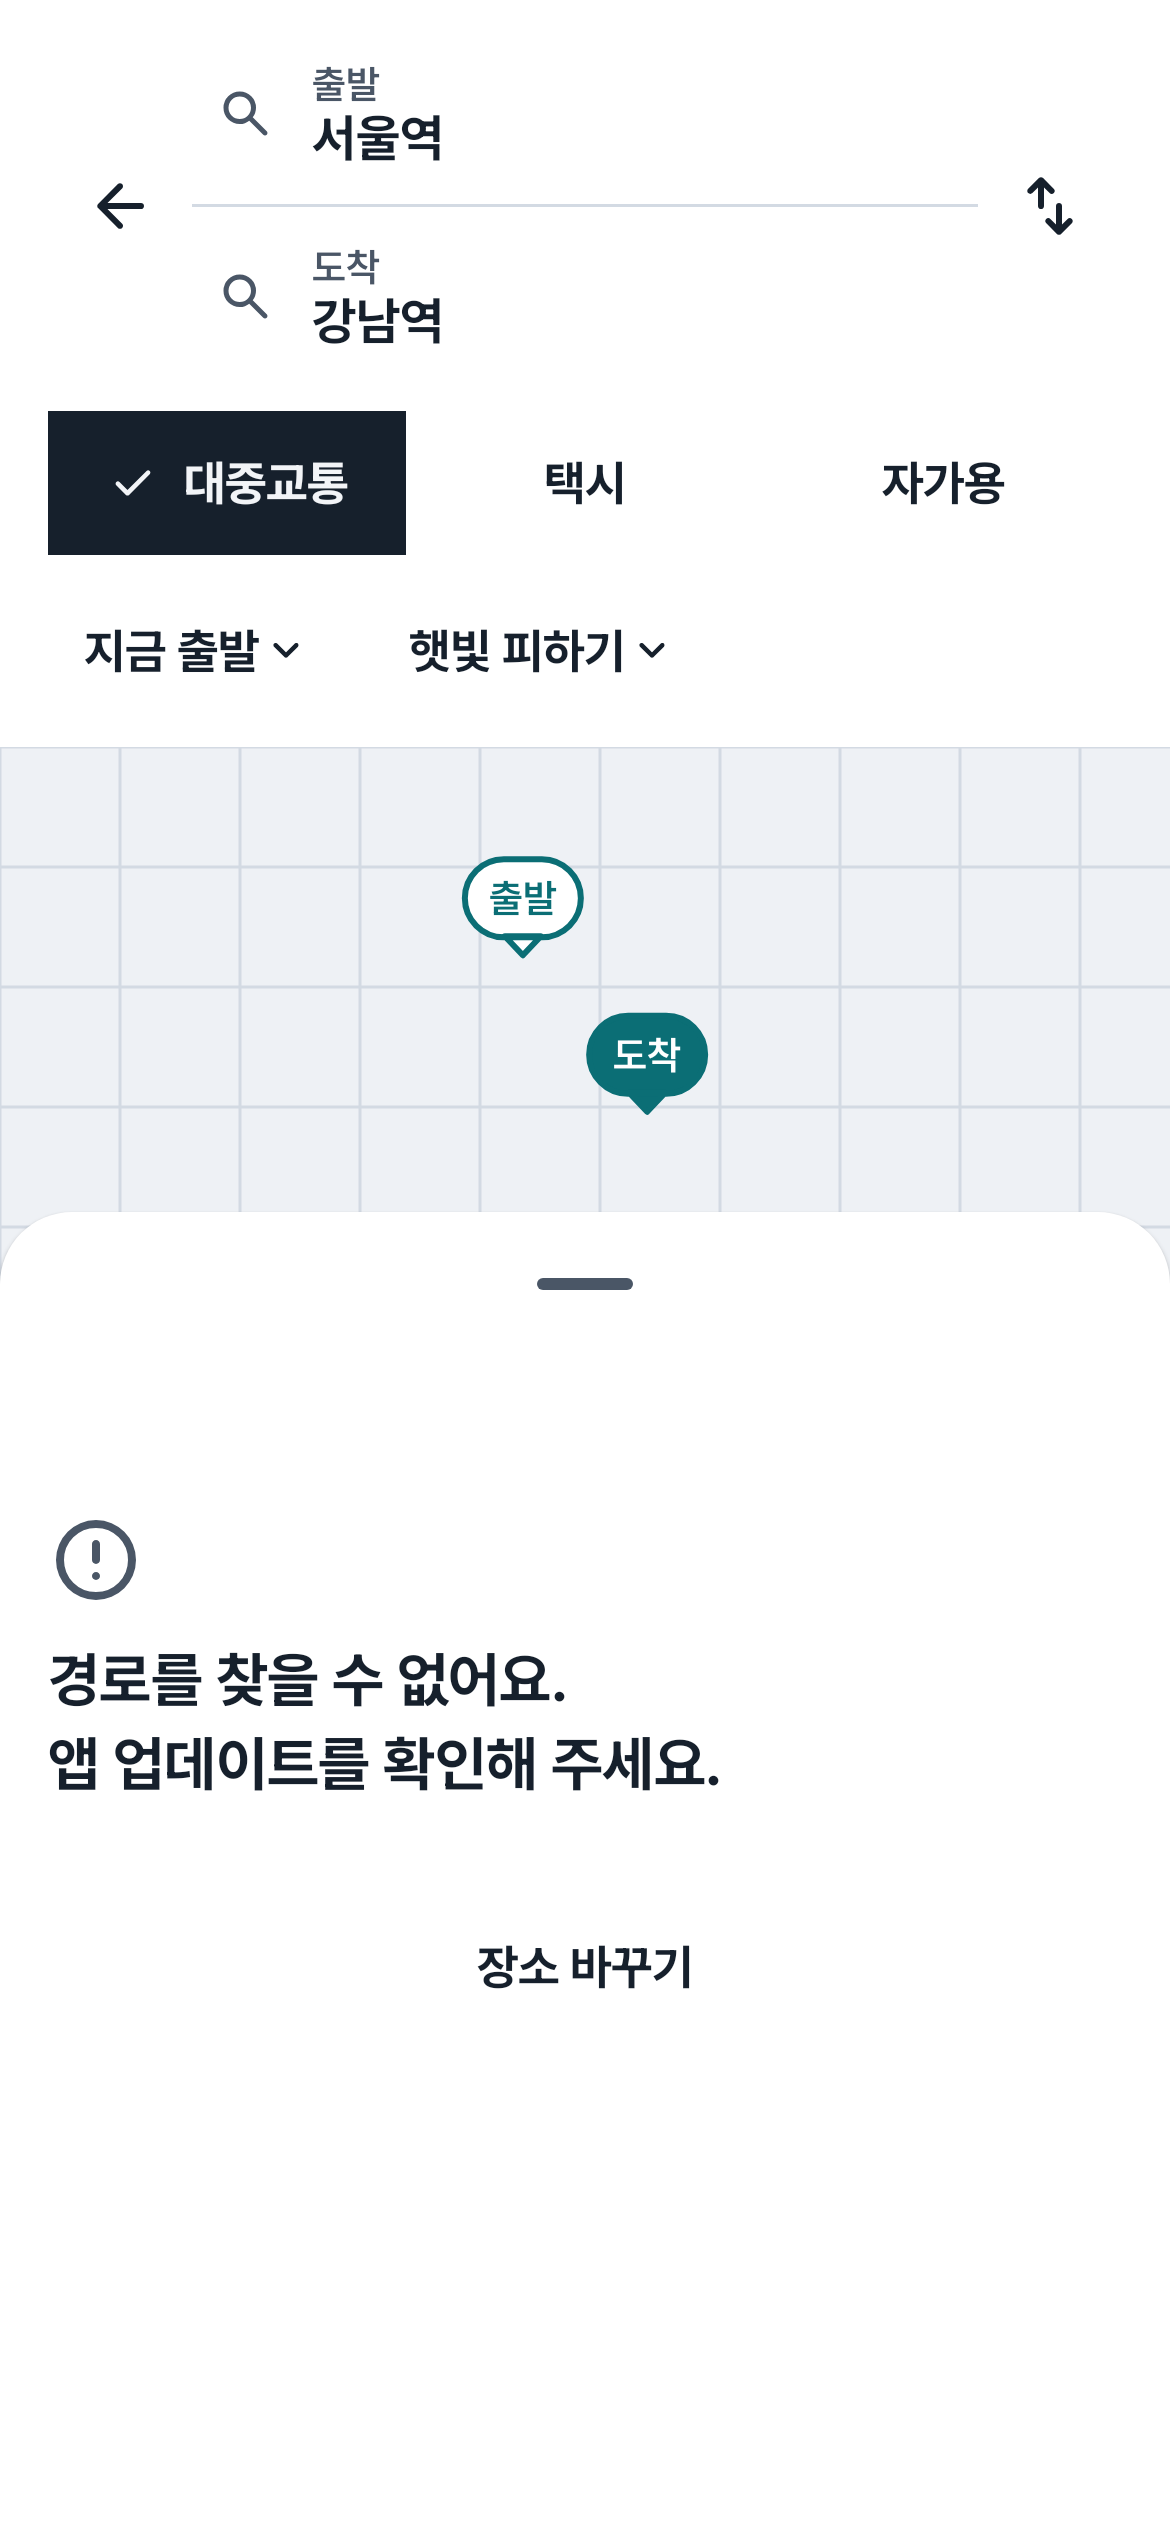 출발
서울역
도착
강남역
대중교통
택시
자가용
지금 출발
햇빛 피하기
출발
도착
경로를 찾을 수 없어요.
앱 업데이트를 확인해 주세요.
장소 바꾸기